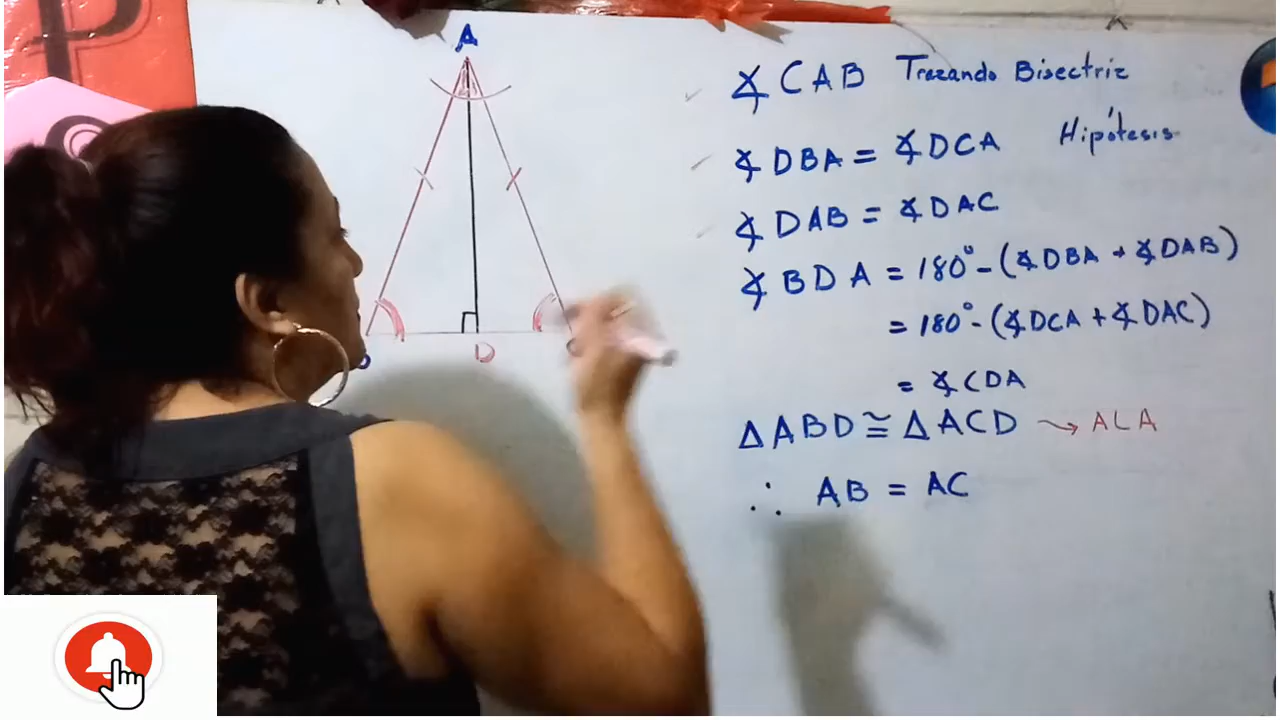 A
D
∡ CAB Trazando Bisectriz
∡ DBA = ∡ DCA Hipótesis
∡ DAB = ∡ DAC
∡ BDA = 180° - (∡ DBA + ∡ DAB)
= 180° - (∡ DCA + ∡ DAC)
= ∡ CDA
Δ ABD ≅ Δ ACD → ALA
∴ AB = AC